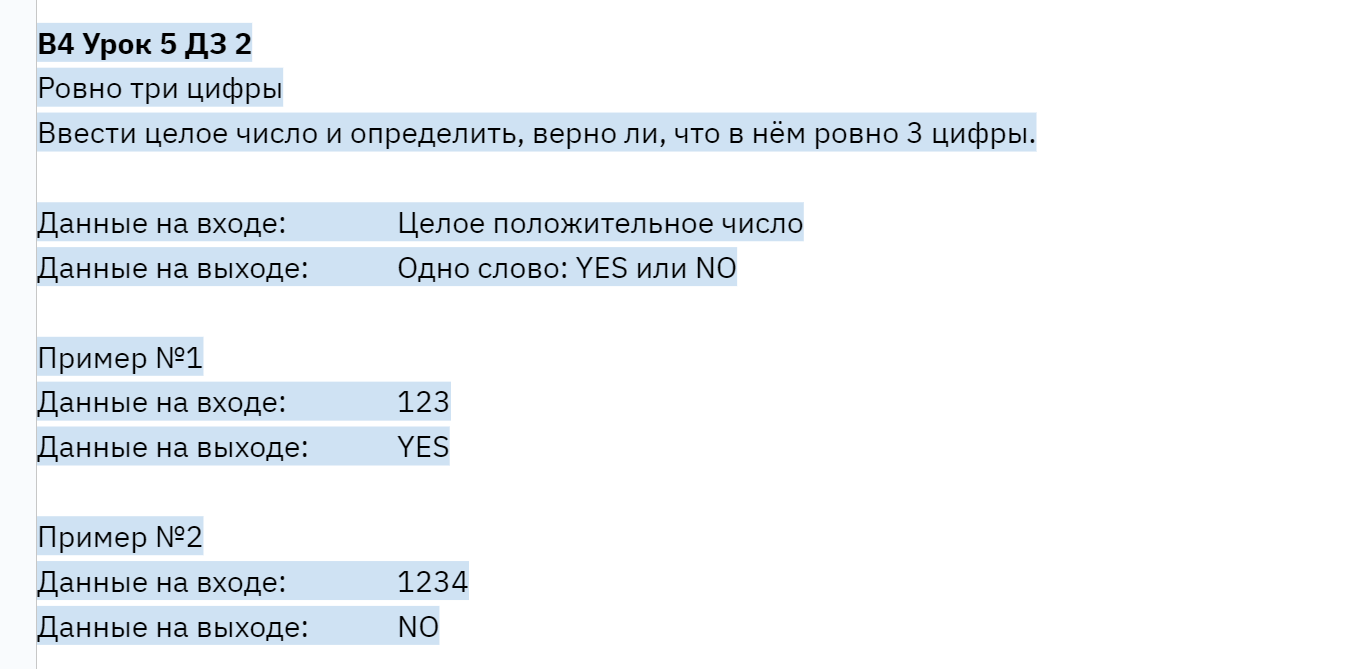 В4 Урок 5 ДЗ 2
Ровно три цифры
Ввести целое число и определить, верно ли, что в нём ровно 3 цифры.
Данные на входе: Целое положительное число
Данные на выходе: Одно слово: YES или NO
Пример №1
Данные на входе: 123
Данные на выходе: YES
Пример №2
Данные на входе: 1234
Данные на выходе: NO